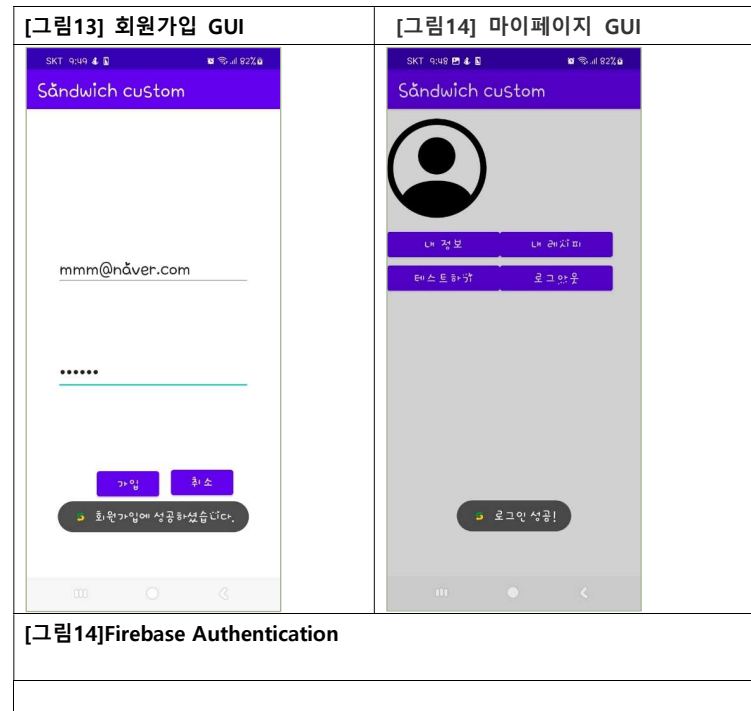 [그림13] 회원가입 GUI
SKT 9:49
82%
Sandwich custom
mmm@naver.com
••••••
가입
취소
회원가입에 성공하셨습니다.
[그림14] 마이페이지 GUI
SKT 9:48
82%
Sandwich custom
내 정보
내 레시피
테스트하기
로그아웃
로그인 성공!
[그림14]Firebase Authentication